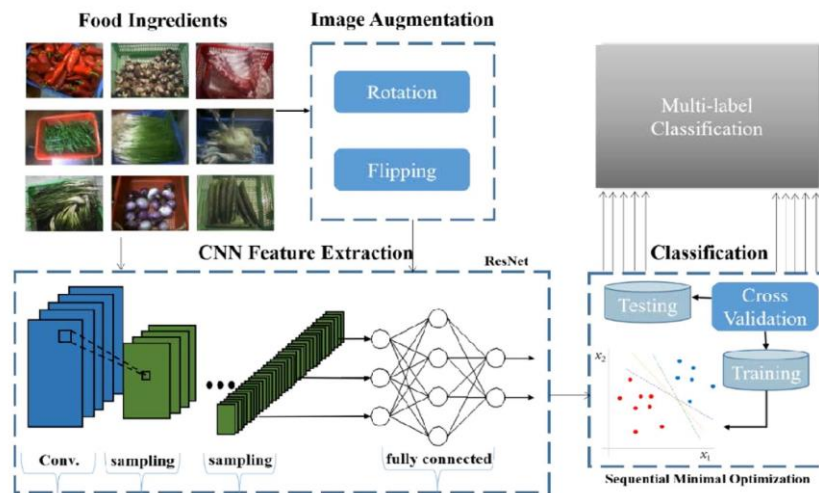 Food Ingredients
Image Augmentation
Rotation
Flipping
Multi-label
Classification
CNN Feature Extraction
ResNet
Classification
Testing
Cross
Validation
Training
x2
x1
Conv.
sampling
sampling
fully connected
Sequential Minimal Optimization